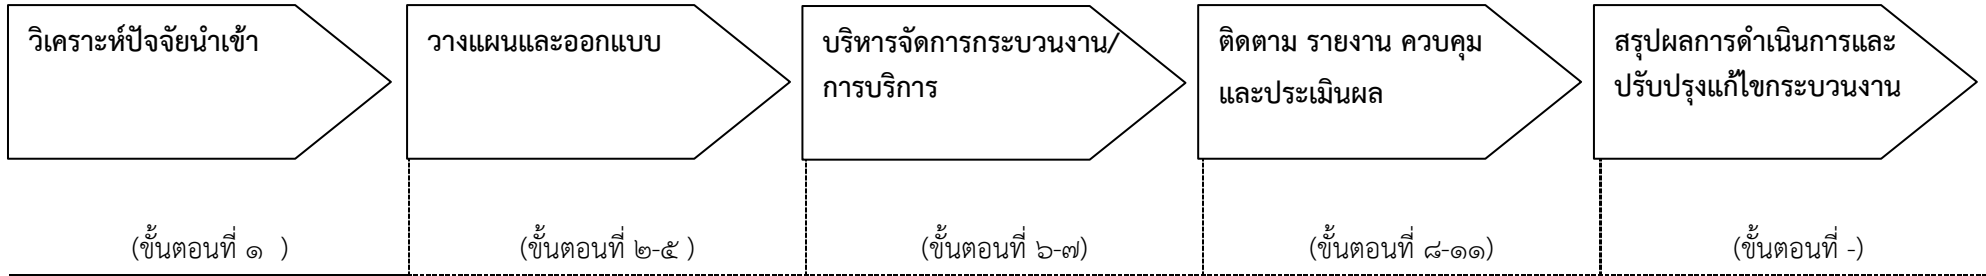 วิเคราะห์ปัจจัยนำเข้า
วางแผนและออกแบบ
บริหารจัดการกระบวนงาน/
การบริการ
ติดตาม รายงาน ควบคุม
และประเมินผล
สรุปผลการดำเนินการและ
ปรับปรุงแก้ไขกระบวนงาน
(ขั้นตอนที่ ๑ )
(ขั้นตอนที่ ๒-๕ )
(ขั้นตอนที่ ๖-๗)
(ขั้นตอนที่ ๘-๑๑)
(ขั้นตอนที่ -)